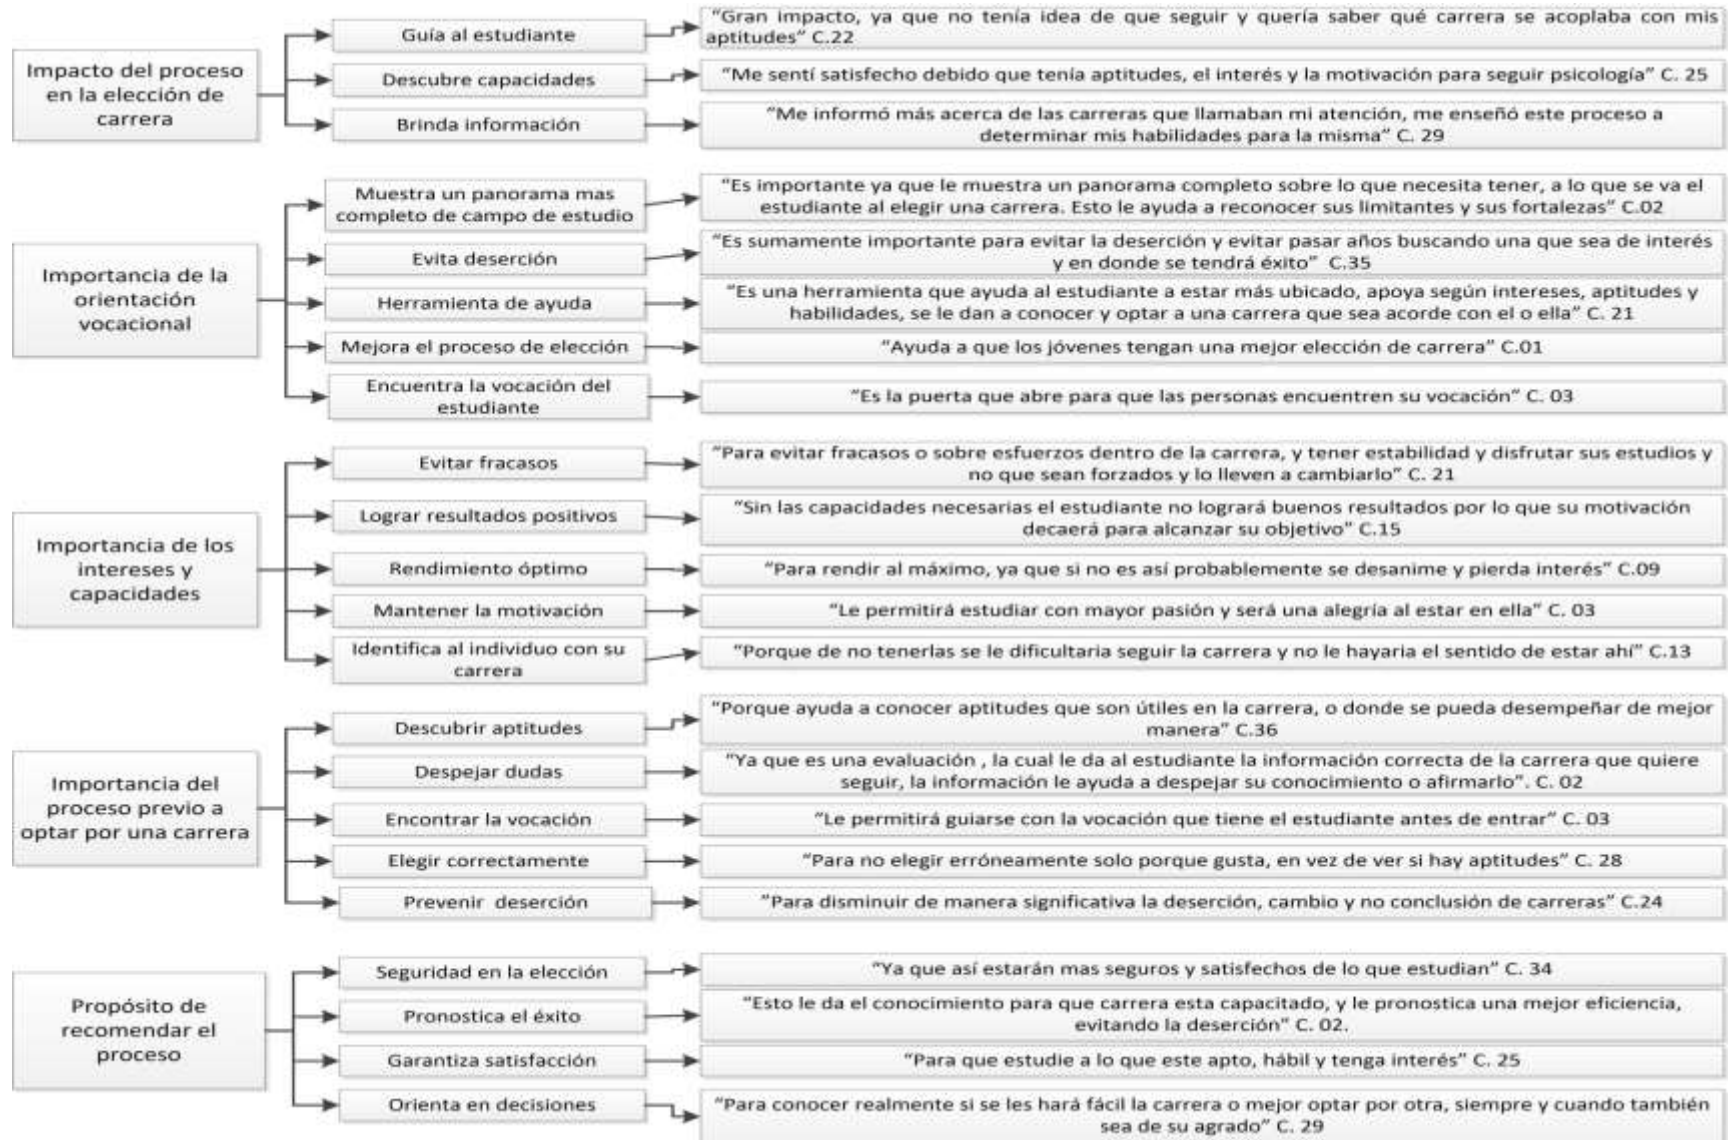 Impacto del proceso
en la elección de
carrera
Guía al estudiante
“Gran impacto, ya que no tenía idea de que seguir y quería saber qué carrera se acoplaba con mis
aptitudes” C.22
Descubre capacidades
“Me sentí satisfecho debido que tenía aptitudes, el interés y la motivación para seguir psicología” C. 25
Brinda información
“Me informó más acerca de las carreras que llamaban mi atención, me enseñó este proceso a
determinar mis habilidades para la misma” C. 29
Importancia de la
orientación
vocacional
Muestra un panorama mas
completo de campo de estudio
“Es importante ya que le muestra un panorama completo sobre lo que necesita tener, a lo que se va el
estudiante al elegir una carrera. Esto le ayuda a reconocer sus limitantes y sus fortalezas” C.02
Evita deserción
“Es sumamente importante para evitar la deserción y evitar pasar años buscando una que sea de interés
y en donde se tendrá éxito” C.35
Herramienta de ayuda
“Es una herramienta que ayuda al estudiante a estar más ubicado, apoya según intereses, aptitudes y
habilidades, se le dan a conocer y optar a una carrera que sea acorde con el o ella” C. 21
Mejora el proceso de elección
“Ayuda a que los jóvenes tengan una mejor elección de carrera” C.01
Encuentra la vocación del
estudiante
“Es la puerta que abre para que las personas encuentren su vocación” C. 03
Importancia de los
intereses y
capacidades
Evitar fracasos
“Para evitar fracasos o sobre esfuerzos dentro de la carrera, y tener estabilidad y disfrutar sus estudios y
no que sean forzados y lo lleven a cambiarlo” C. 21
Lograr resultados positivos
“Sin las capacidades necesarias el estudiante no logrará buenos resultados por lo que su motivación
decaerá para alcanzar su objetivo” C.15
Rendimiento óptimo
“Para rendir al máximo, ya que si no es así probablemente se desanime y pierda interés” C.09
Mantener la motivación
“Le permitirá estudiar con mayor pasión y será una alegría al estar en ella” C. 03
Identifica al individuo con su
carrera
“Porque de no tenerlas se le dificultaria seguir la carrera y no le hayaria el sentido de estar ahí” C.13
Importancia del
proceso previo a
optar por una carrera
Descubrir aptitudes
“Porque ayuda a conocer aptitudes que son útiles en la carrera, o donde se pueda desempeñar de mejor
manera” C.36
Despejar dudas
“Ya que es una evaluación , la cual le da al estudiante la información correcta de la carrera que quiere
seguir, la información le ayuda a despejar su conocimiento o afirmarlo”. C. 02
Encontrar la vocación
“Le permitirá guiarse con la vocación que tiene el estudiante antes de entrar” C. 03
Elegir correctamente
“Para no elegir erróneamente solo porque gusta, en vez de ver si hay aptitudes” C. 28
Prevenir deserción
“Para disminuir de manera significativa la deserción, cambio y no conclusión de carreras” C.24
Propósito de
recomendar el
proceso
Seguridad en la elección
“Ya que así estarán mas seguros y satisfechos de lo que estudian” C. 34
Pronostica el éxito
“Esto le da el conocimiento para que carrera esta capacitado, y le pronostica una mejor eficiencia,
evitando la deserción” C. 02.
Garantiza satisfacción
“Para que estudie a lo que este apto, hábil y tenga interés” C. 25
Orienta en decisiones
“Para conocer realmente si se les hará fácil la carrera o mejor optar por otra, siempre y cuando también
sea de su agrado” C. 29